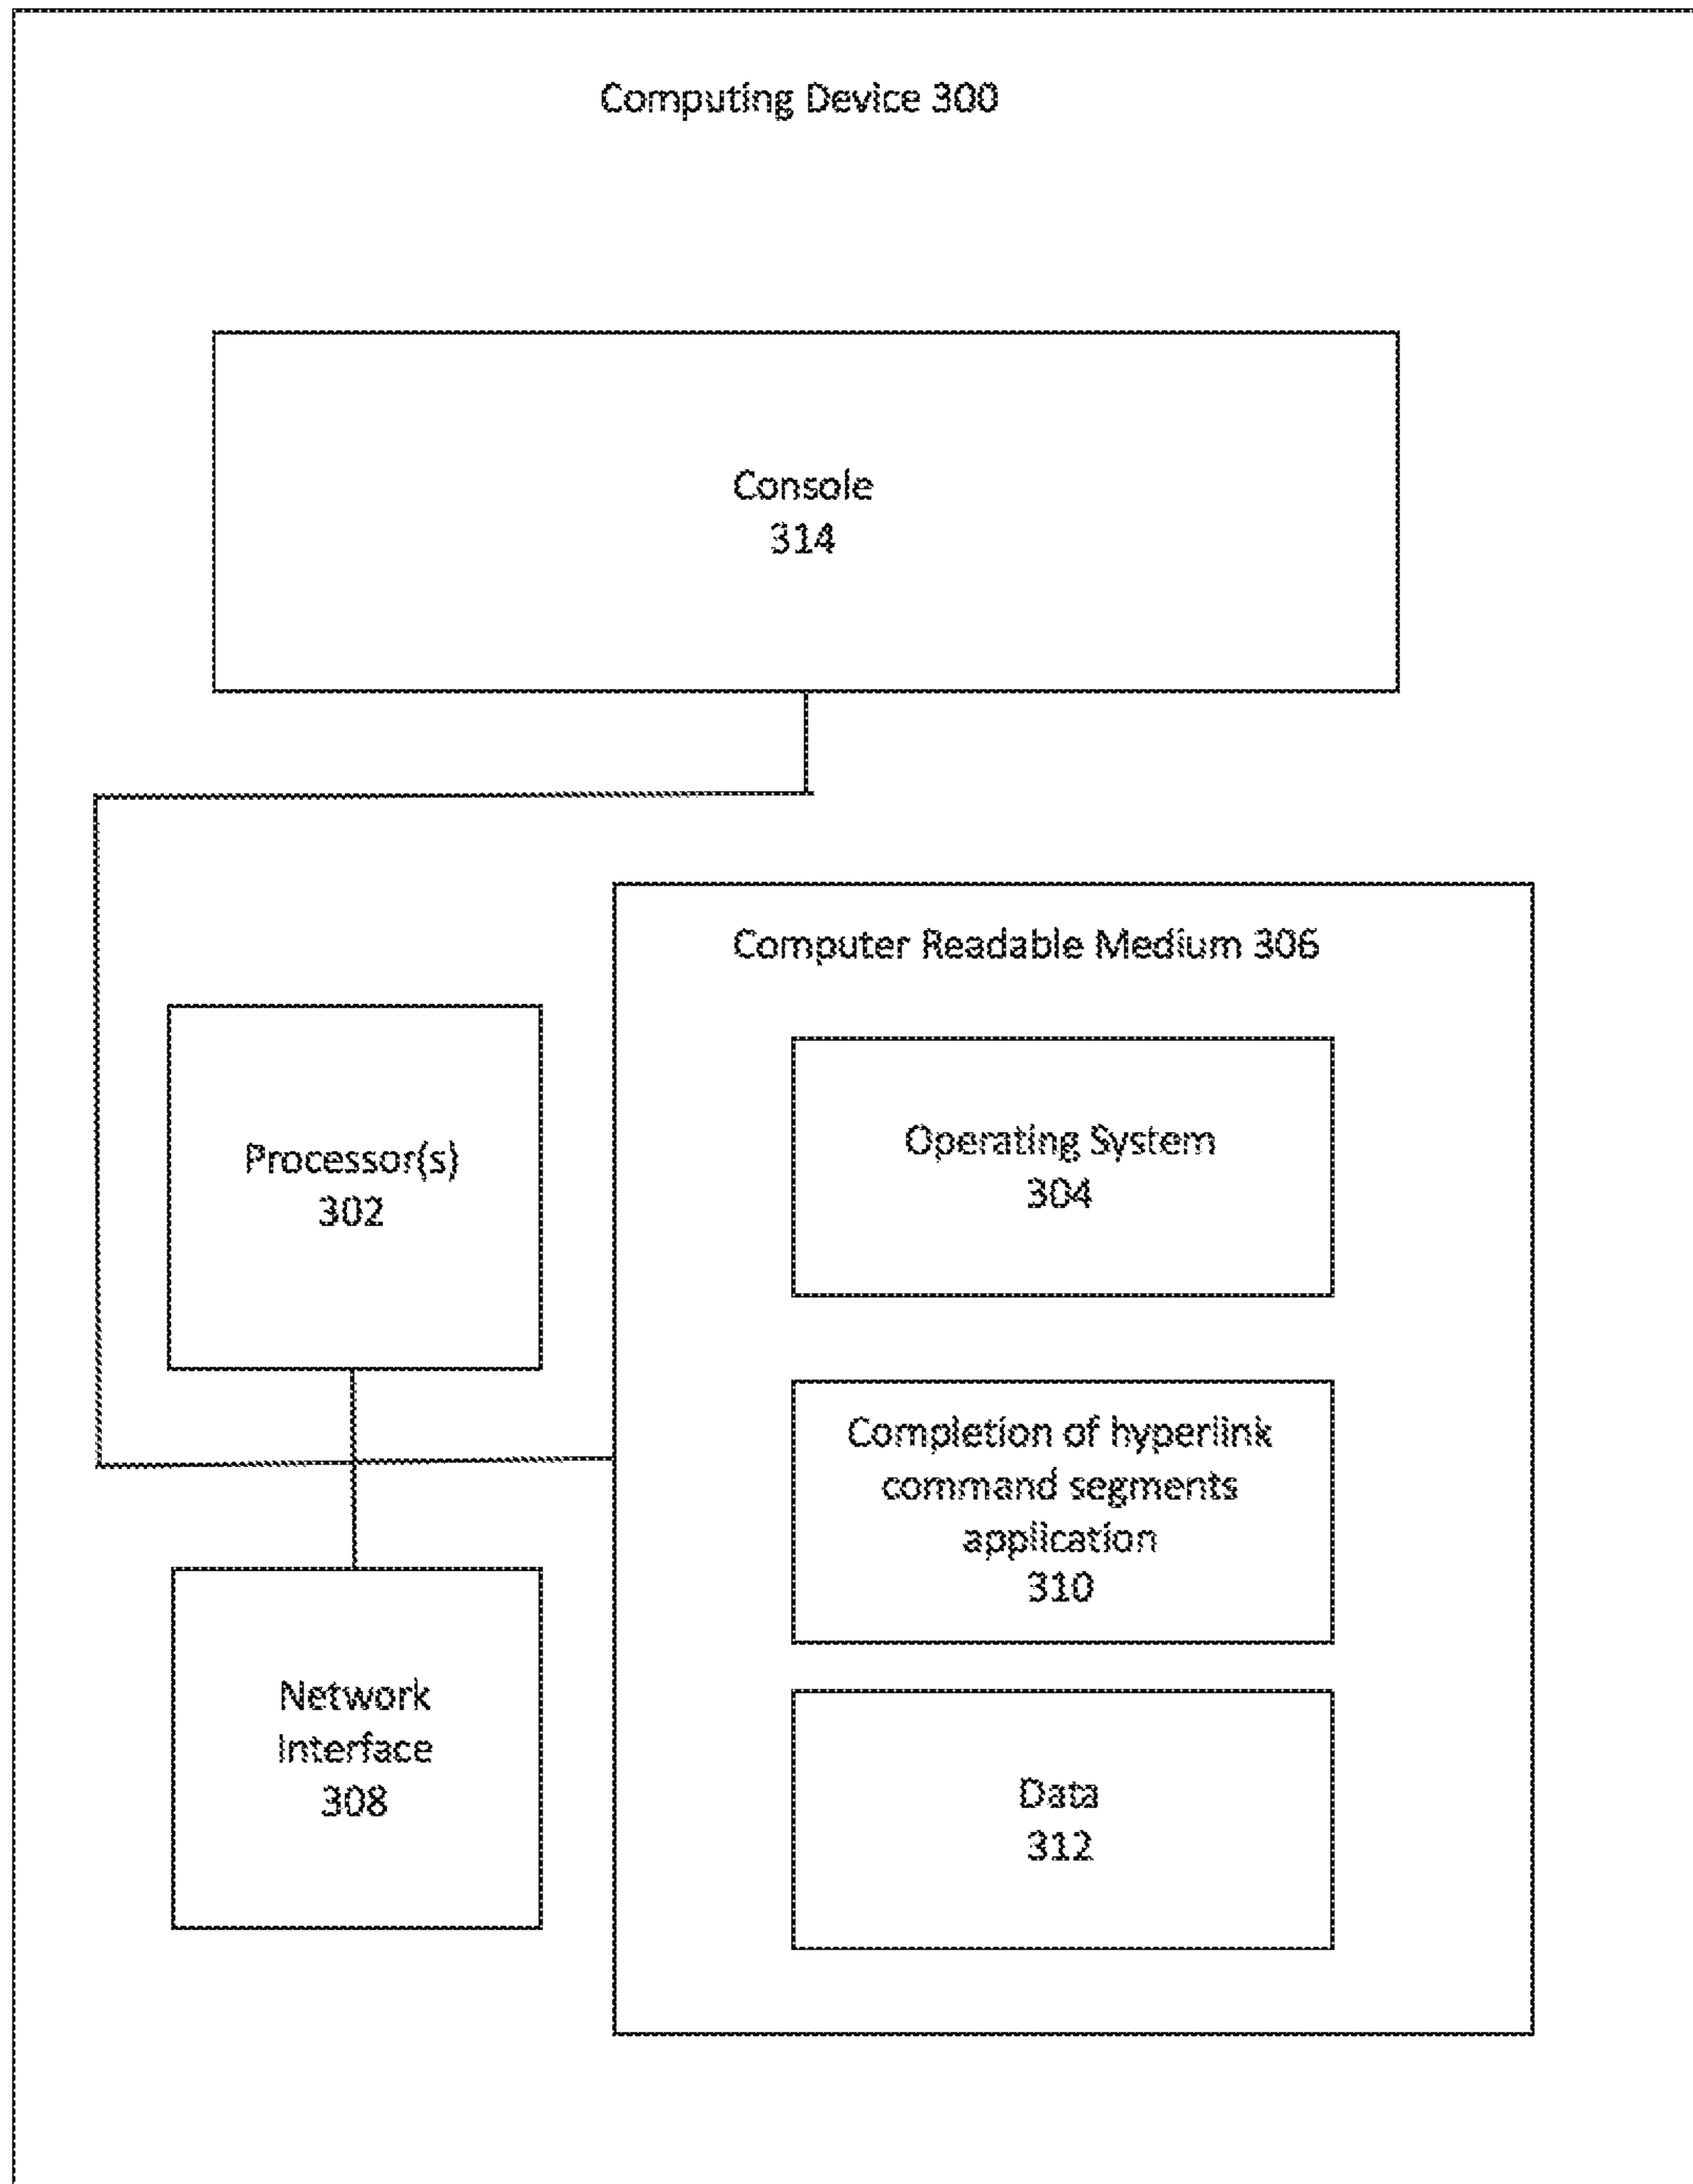 Computing Device 300
Console
314
Computer Readable Medium 306
Processor(s)
302
Operating System
304
Completion of hyperlink
command segments
application
310
Network
Interface
308
Data
312